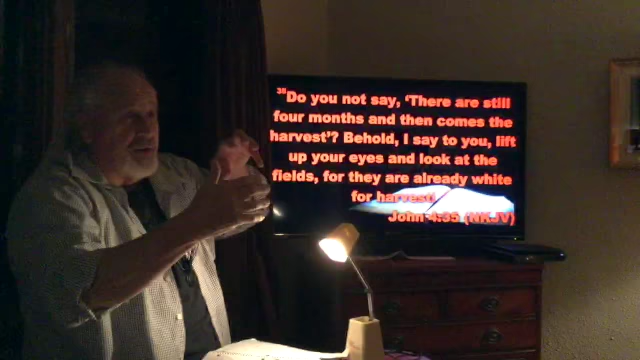 ³⁵Do you not say, ‘There are still
four months and then comes the
harvest’? Behold, I say to you, lift
up your eyes and look at the
fields, for they are already white
for harvest!
John 4:35 (NKJV)